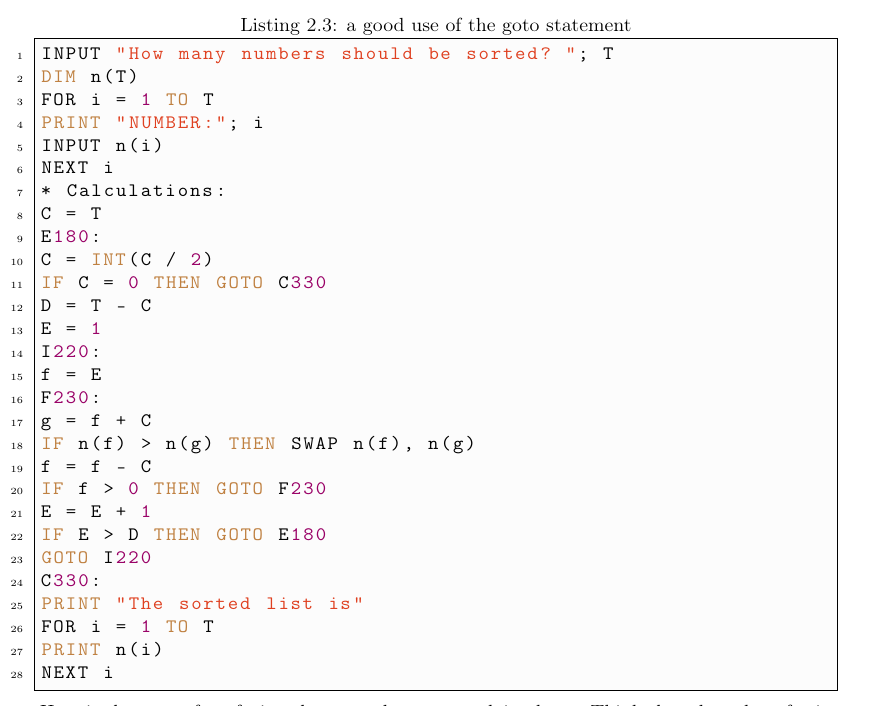 Listing 2.3: a good use of the goto statement
1 INPUT "How many numbers should be sorted? "; T
2 DIM n(T)
3 FOR i = 1 TO T
4 PRINT "NUMBER:"; i
5 INPUT n(i)
6 NEXT i
7 * Calculations:
8 C = T
9 E180:
10 C = INT(C / 2)
11 IF C = 0 THEN GOTO C330
12 D = T - C
13 E = 1
14 I220:
15 f = E
16 F230:
17 g = f + C
18 IF n(f) > n(g) THEN SWAP n(f), n(g)
19 f = f - C
20 IF f > 0 THEN GOTO F230
21 E = E + 1
22 IF E > D THEN GOTO E180
23 GOTO I220
24 C330:
25 PRINT "The sorted list is"
26 FOR i = 1 TO T
27 PRINT n(i)
28 NEXT i